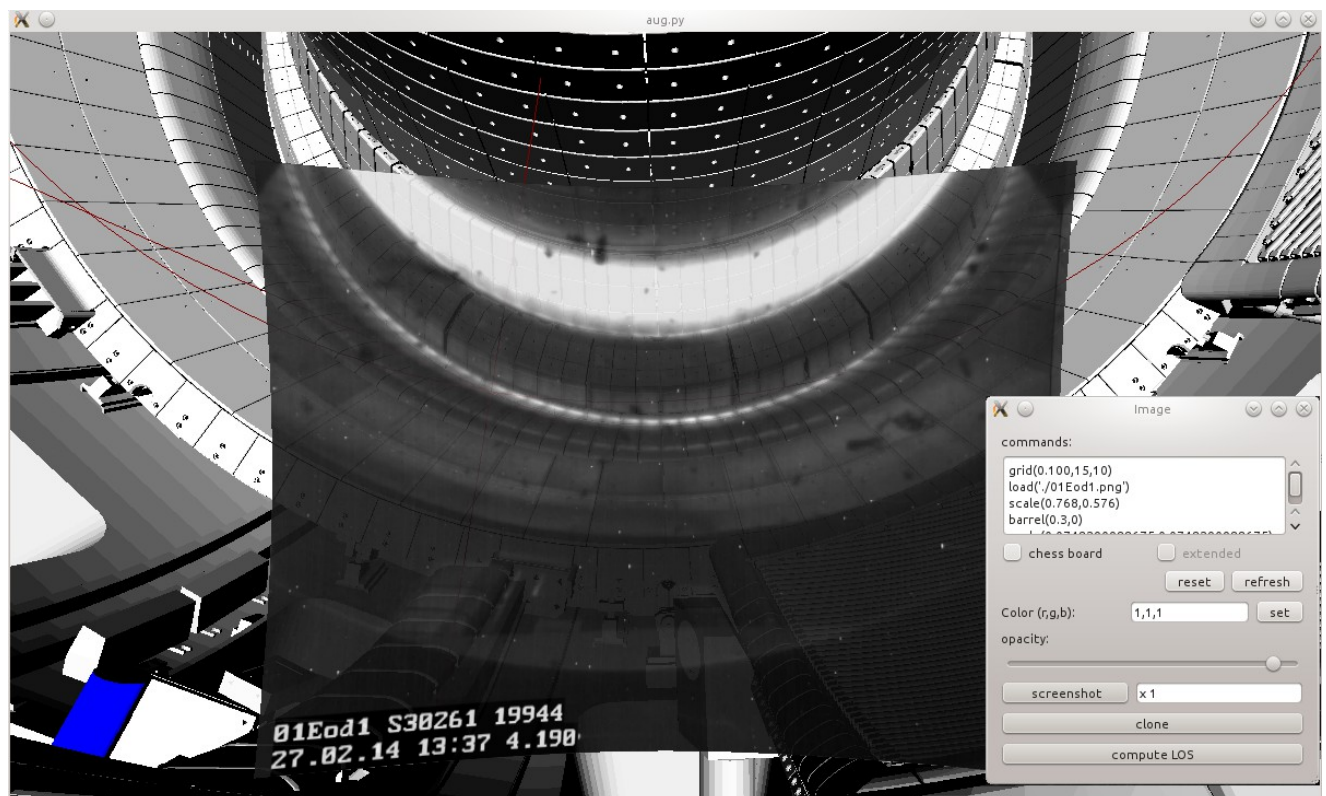 aug.py
Image
commands:
grid(0.100,15,10)
load('./01Eod1.png')
scale(0.768,0.576)
barrel(0.3,0)
chess board
extended
reset
refresh
Color (r,g,b):
1,1,1
set
opacity:
screenshot
x 1
clone
compute LOS
01Eod1 S30261 19944
27.02.14 13:37 4.190